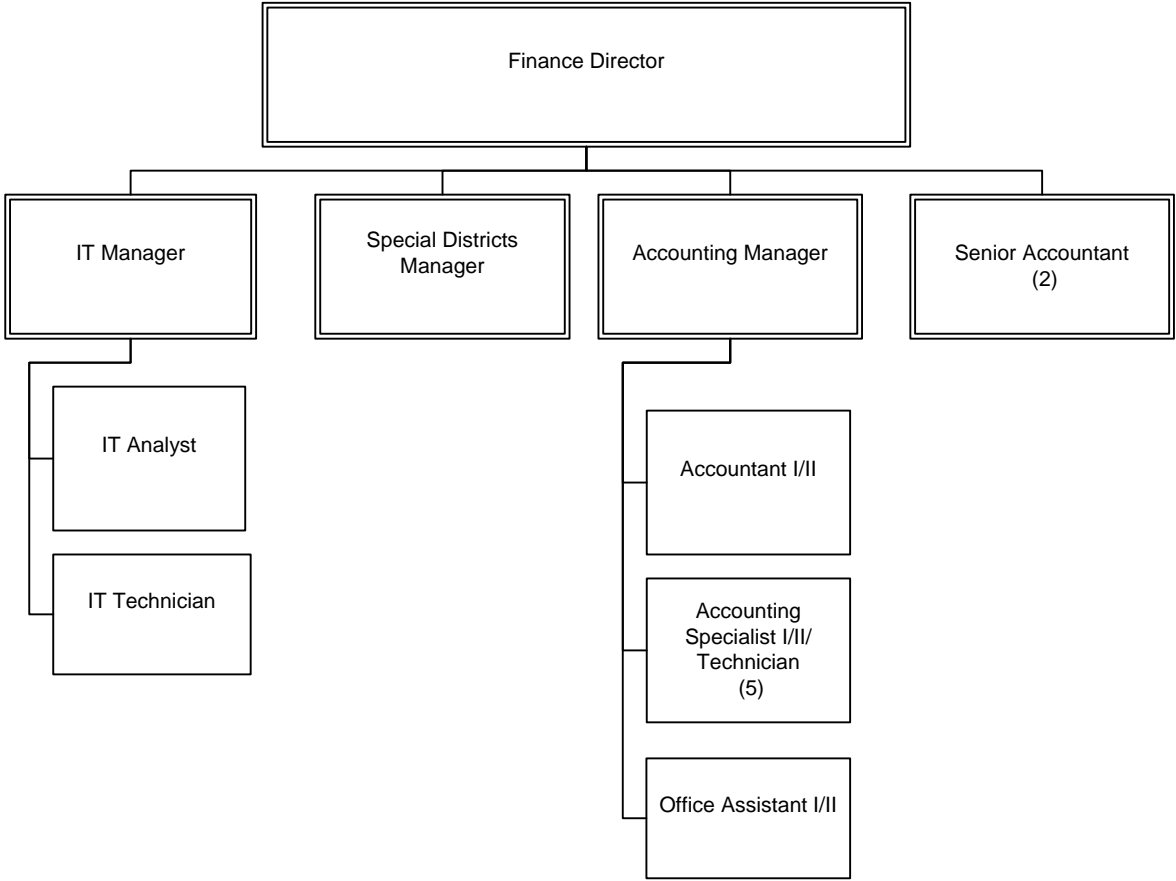 Finance Director
IT Manager
Special Districts
Manager
Accounting Manager
Senior Accountant
(2)
IT Analyst
IT Technician
Accountant I/II
Accounting
Specialist I/II/
Technician
(5)
Office Assistant I/II